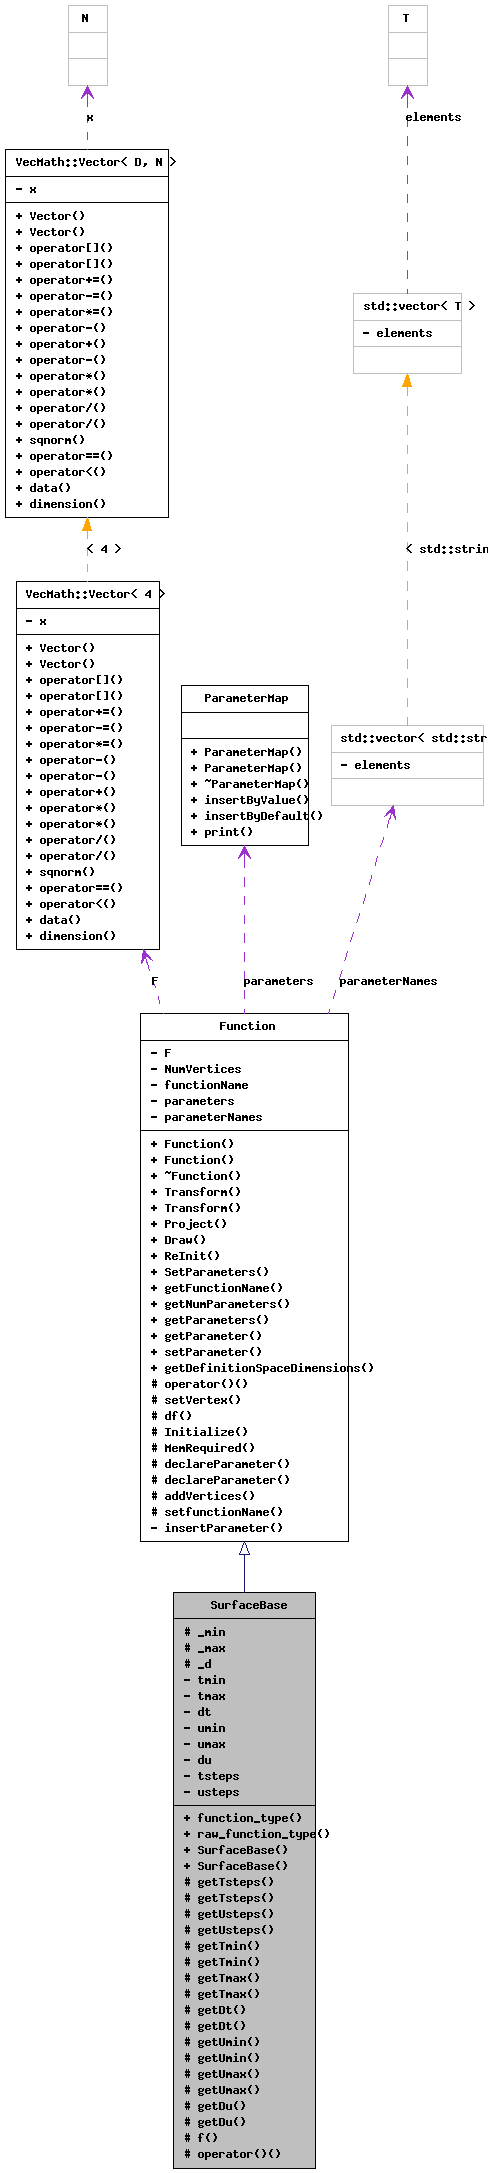 N
T
x
elements
VecMath::Vector< D, N >
- x
+ Vector()
+ Vector()
+ operator[]()
+ operator[]()
+ operator+=()
+ operator-=()
+ operator*=()
+ operator-()
+ operator+()
+ operator-()
+ operator*()
+ operator*()
+ operator/()
+ operator/()
+ sqnorm()
+ operator==()
+ operator<()
+ data()
+ dimension()
std::vector< T >
- elements
< 4 >
< std::strin
VecMath::Vector< 4 >
- x
+ Vector()
+ Vector()
+ operator[]()
+ operator[]()
+ operator+=()
+ operator-=()
+ operator*=()
+ operator-()
+ operator-()
+ operator+()
+ operator*()
+ operator*()
+ operator/()
+ operator/()
+ sqnorm()
+ operator==()
+ operator<()
+ data()
+ dimension()
ParameterMap
+ ParameterMap()
+ ParameterMap()
+ ~ParameterMap()
+ insertByValue()
+ insertByDefault()
+ print()
std::vector< std::str
- elements
F
parameters
parameterNames
Function
- F
- NumVertices
- functionName
- parameters
- parameterNames
+ Function()
+ Function()
+ ~Function()
+ Transform()
+ Transform()
+ Project()
+ Draw()
+ ReInit()
+ SetParameters()
+ getFunctionName()
+ getNumParameters()
+ getParameters()
+ getParameter()
+ setParameter()
+ getDefinitionSpaceDimensions()
# operator()()
# setVertex()
# df()
# Initialize()
# MemRequired()
# declareParameter()
# declareParameter()
# addVertices()
# setfunctionName()
- insertParameter()
SurfaceBase
# _min
# _max
# _d
- tmin
- tmax
- dt
- umin
- umax
- du
- tsteps
- usteps
+ function_type()
+ raw_function_type()
+ SurfaceBase()
+ SurfaceBase()
# getTsteps()
# getTsteps()
# getUsteps()
# getUsteps()
# getTmin()
# getTmin()
# getTmax()
# getTmax()
# getDt()
# getDt()
# getUmin()
# getUmin()
# getUmax()
# getUmax()
# getDu()
# getDu()
# f()
# operator()()